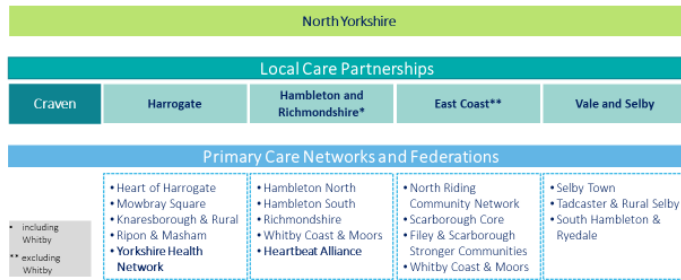 North Yorkshire
Local Care Partnerships
Craven
Harrogate
Hambleton and
Richmondshire*
East Coast**
Vale and Selby
Primary Care Networks and Federations
• Heart of Harrogate
• Mowbray Square
• Knaresborough & Rural
• Ripon & Masham
• Yorkshire Health
Network
• Hambleton North
• Hambleton South
• Richmondshire
• Whitby Coast & Moors
• Heartbeat Alliance
• North Riding
Community Network
• Scarborough Core
• Filey & Scarborough
Stronger Communities
• Whitby Coast & Moors
• Selby Town
• Tadcaster & Rural Selby
• South Hambleton &
Ryedale
• including
Whitby
** excluding
Whitby